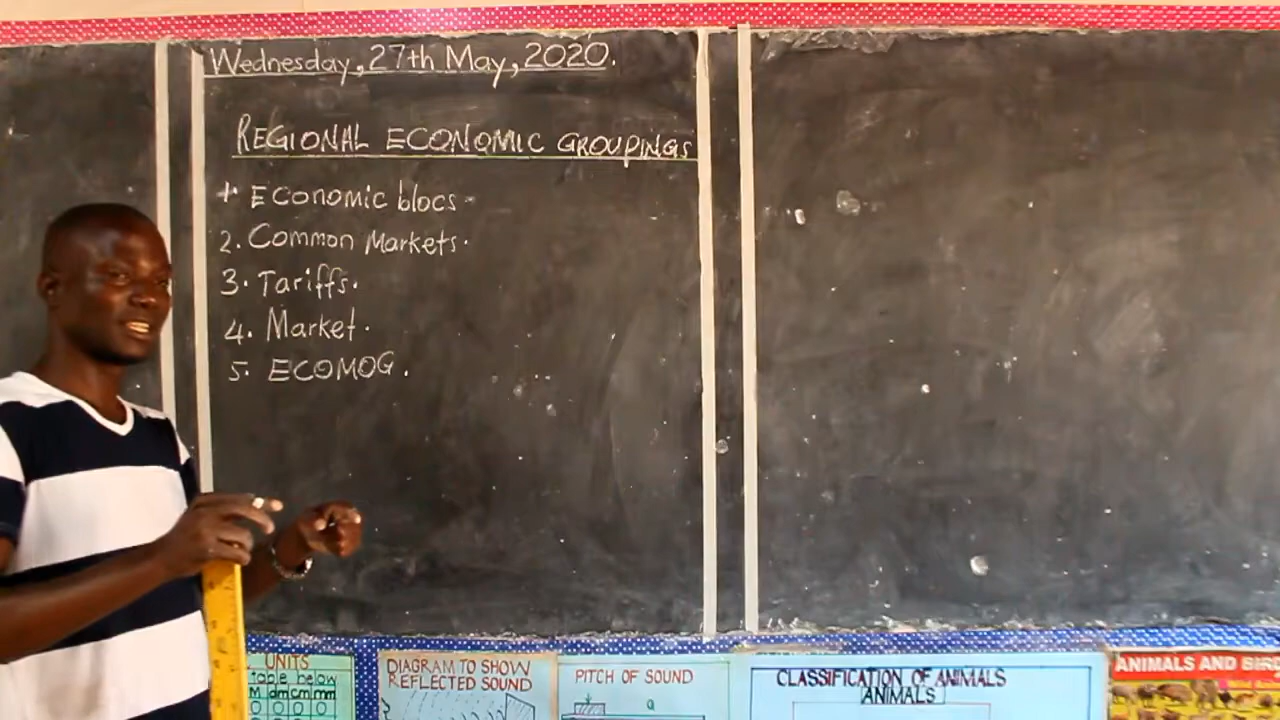 Wednesday, 27th May, 2020.
REGIONAL ECONOMIC GROUPINGS
1. Economic blocs.
2. Common Markets.
3. Tariffs.
4. Market.
5. ECOMOG.
UNITS
table below
M dm cm mm
0 0 0 0
DIAGRAM TO SHOW
REFLECTED SOUND
PITCH OF SOUND
a
CLASSIFICATION OF ANIMALS
ANIMALS
ANIMALS AND